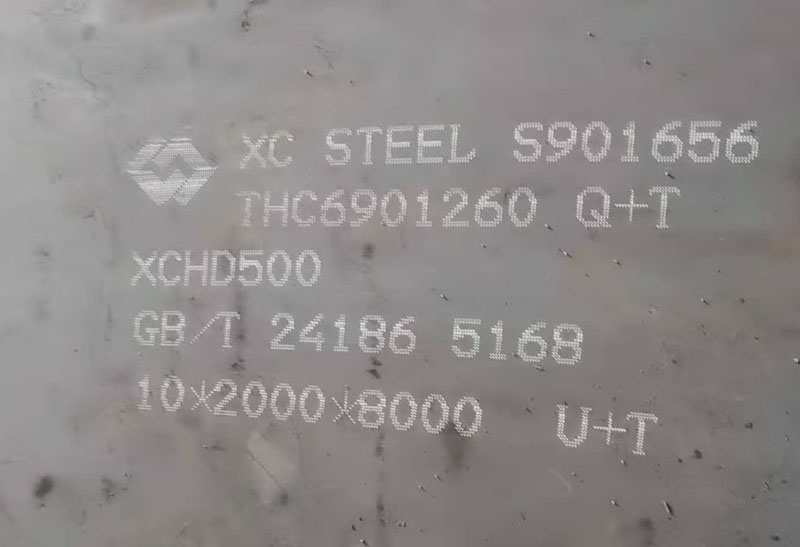 XC STEEL S901656
THC6901260 Q+T
XCHD500
GB/T 24186 5168
10×2000×8000 U+T